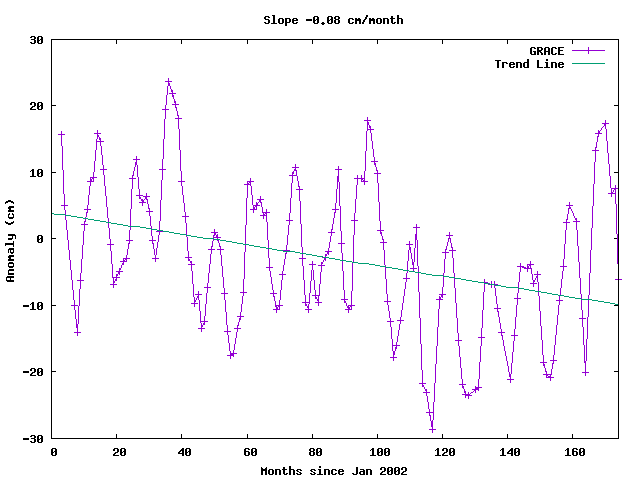 Slope -0.08 cm/month
GRACE
Trend Line
30
20
10
0
-10
-20
-30
Anomaly (cm)
0 20 40 60 80 100 120 140 160
Months since Jan 2002